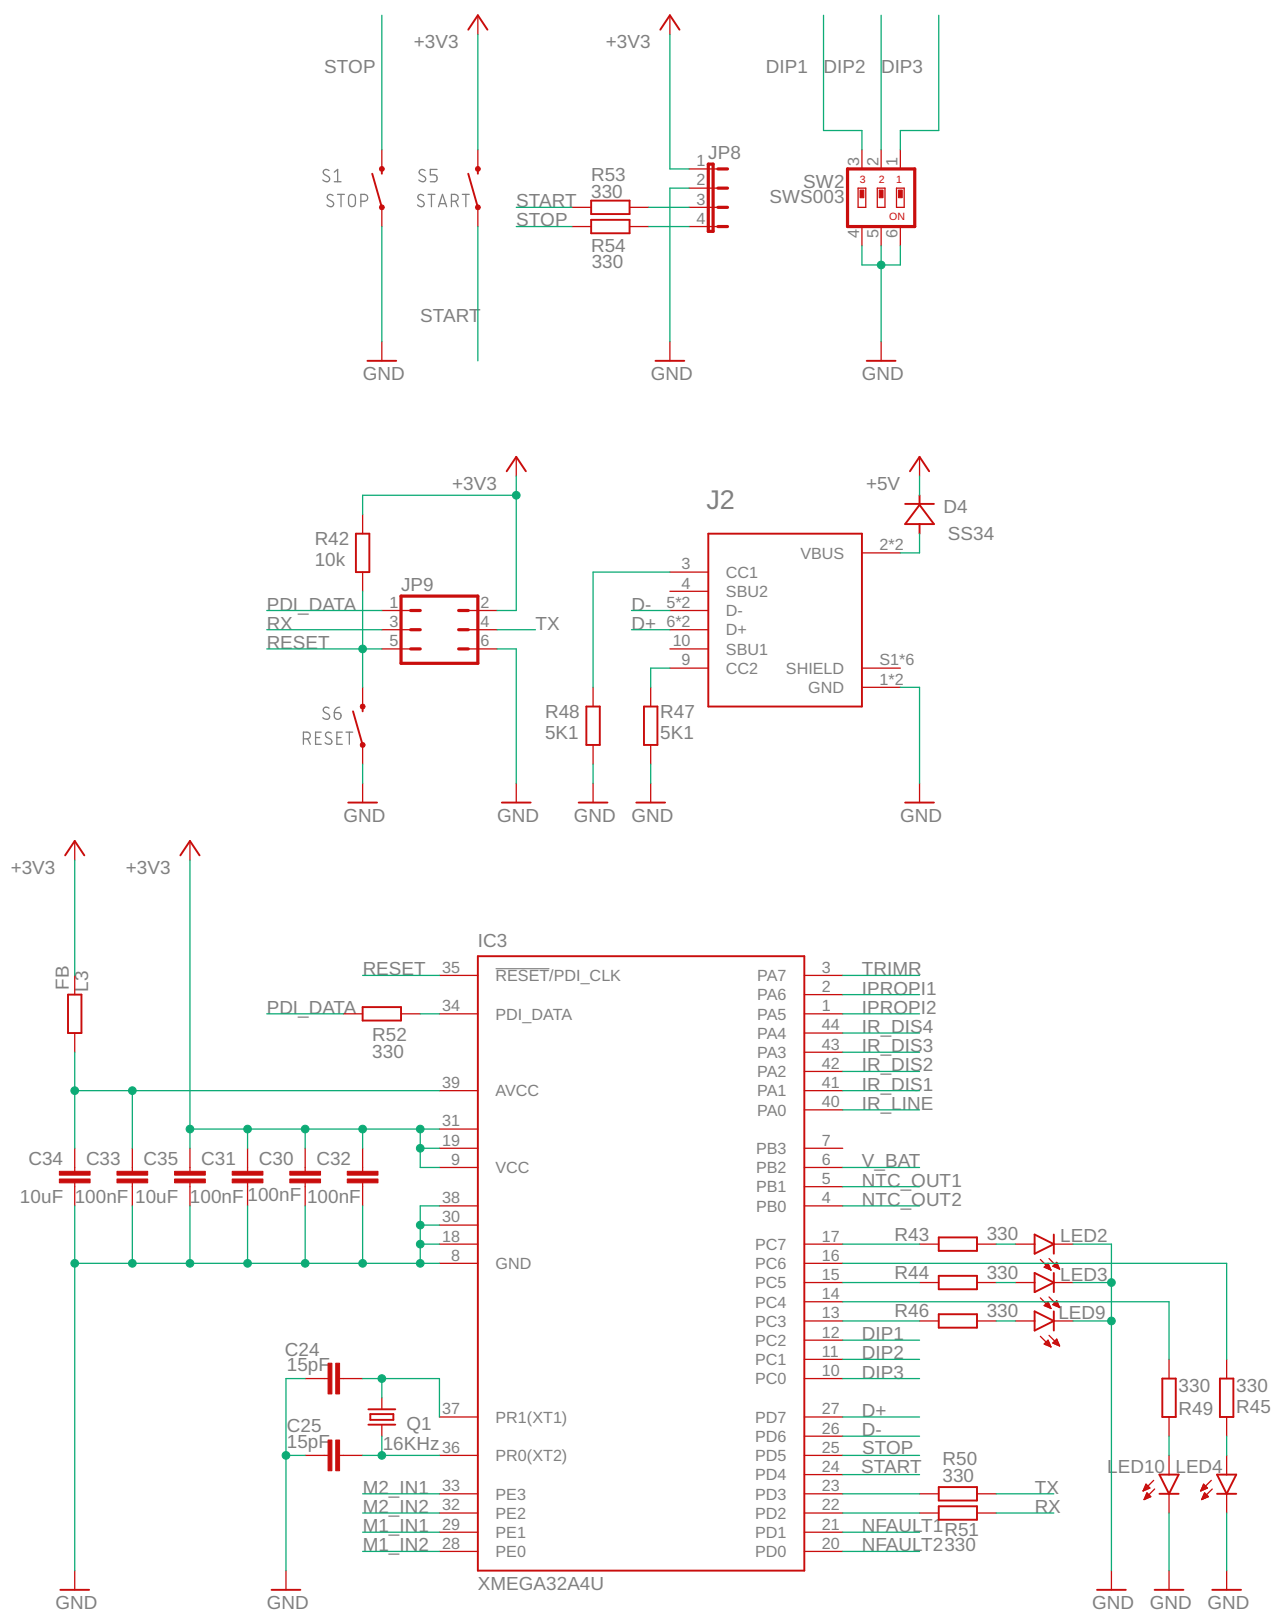 STOP
+3V3
+3V3
DIP1
DIP2
DIP3
S1
STOP
S5
START
R53
330
START
STOP
R54
330
JP8
1
2
3
4
SW2
SWS003
3
2
1
3
2
1
ON
4
5
6
START
GND
GND
GND
+3V3
R42
10k
JP9
PDI_DATA
RX
RESET
1
3
5
2
4
6
TX
S6
RESET
GND
GND
J2
+5V
D4
SS34
VBUS
2*2
3
CC1
4
SBU2
D-
5*2
D-
D+
6*2
D+
10
SBU1
9
CC2
SHIELD
S1*6
GND
1*2
R48
5K1
R47
5K1
GND
GND
GND
+3V3
+3V3
FB
L3
IC3
RESET
35
RESET/PDI_CLK
PDI_DATA
34
PDI_DATA
R52
330
39
AVCC
31
19
9
VCC
C34
10uF
C33
100nF
C35
10uF
C31
100nF
C30
100nF
C32
100nF
38
30
18
8
GND
C24
15pF
C25
15pF
Q1
16KHz
37
PR1(XT1)
36
PR0(XT2)
M2_IN1
33
PE3
M2_IN2
32
PE2
M1_IN1
29
PE1
M1_IN2
28
PE0
XMEGA32A4U
GND
GND
PA7
3
TRIMR
PA6
2
IPROPI1
PA5
1
IPROPI2
PA4
44
IR_DIS4
PA3
43
IR_DIS3
PA2
42
IR_DIS2
PA1
41
IR_DIS1
PA0
40
IR_LINE
PB3
7
PB2
6
V_BAT
PB1
5
NTC_OUT1
PB0
4
NTC_OUT2
PC7
17
R43
330
LED2
PC6
16
PC5
15
R44
330
LED3
PC4
14
PC3
13
R46
330
LED9
PC2
12
DIP1
PC1
11
DIP2
PC0
10
DIP3
PD7
27
D+
PD6
26
D-
PD5
25
STOP
PD4
24
START
PD3
23
R50
330
TX
PD2
22
RX
PD1
21
NFAULT1
R51
PD0
20
NFAULT2
330
330
R49
330
R45
LED10
LED4
GND
GND
GND